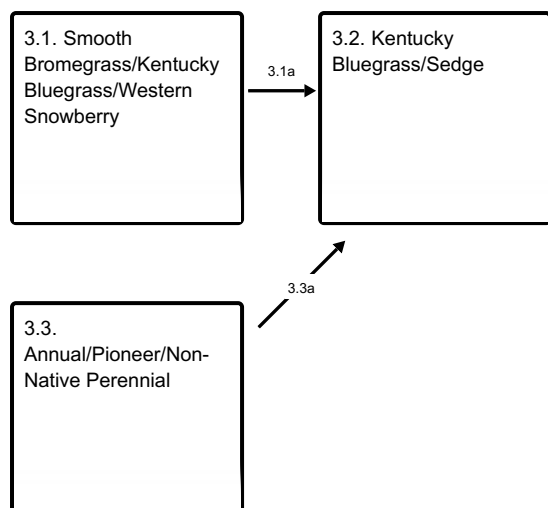 3.1. Smooth
Bromegrass/Kentucky
Bluegrass/Western
Snowberry
3.1a
3.2. Kentucky
Bluegrass/Sedge
3.3a
3.3.
Annual/Pioneer/Non-
Native Perennial